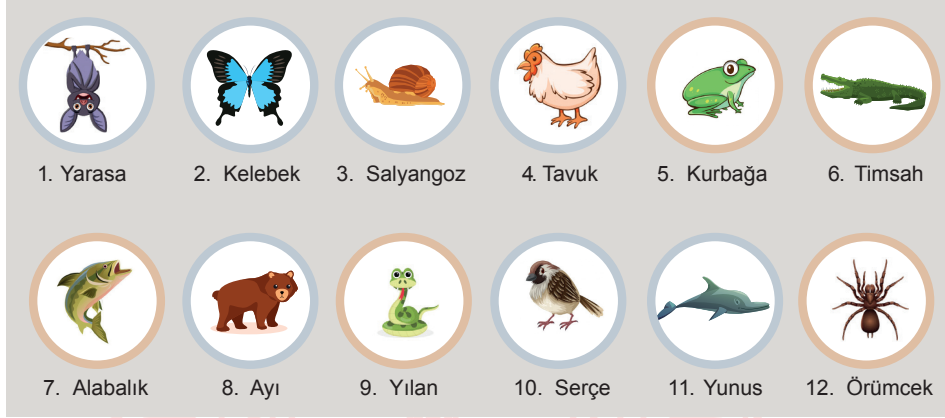 1. Yarasa 2. Kelebek 3. Salyangoz 4. Tavuk 5. Kurbağa 6. Timsah
7. Alabalık 8. Ayı 9. Yılan 10. Serçe 11. Yunus 12. Örümcek